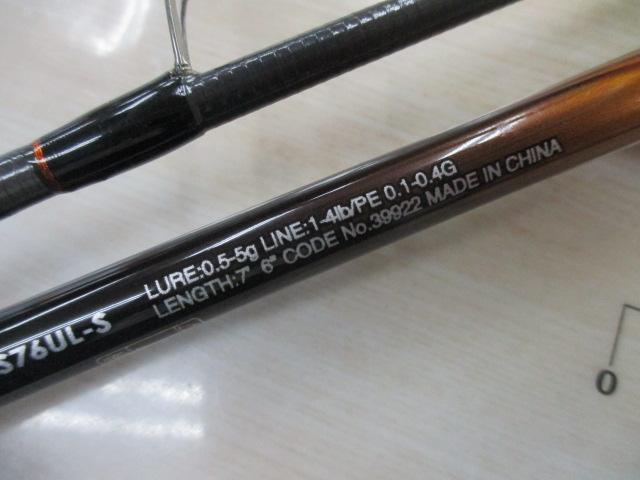 S76UL-S
LURE:0.5-5g LINE:1-4lb/PE 0.1-0.4G
LENGTH:7' 6" CODE No.39922 MADE IN CHINA
0